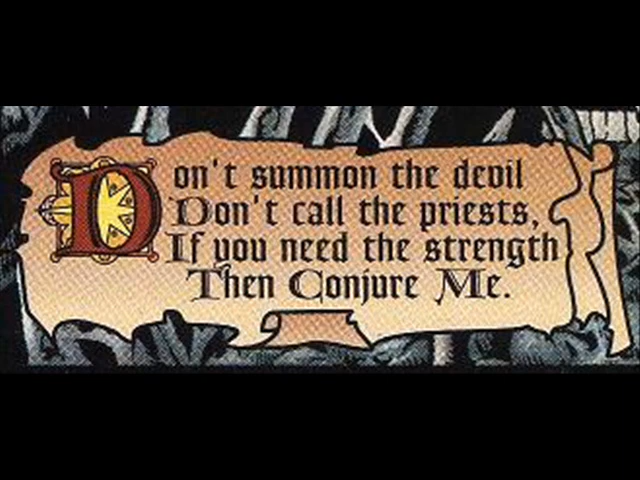 Don't summon the devil
Don't call the priests,
If you need the strength
Then Conjure Me.